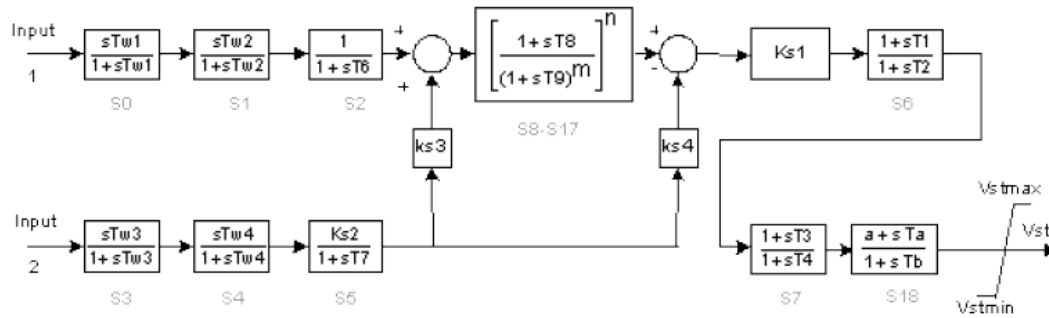 Input
1
sTw1
1+sTw1
S0
sTw2
1+sTw2
S1
1
1+sT6
S2
+
+
[1+sT8
(1+sT9)m]n
S8-S17
+
-
Ks1
1+sT1
1+sT2
S6
ks3
ks4
Input
2
sTw3
1+sTw3
S3
sTw4
1+sTw4
S4
Ks2
1+sT7
S5
1+sT3
1+sT4
S7
a+sTa
1+sTb
S18
Vstmax
Vst
Vstmin